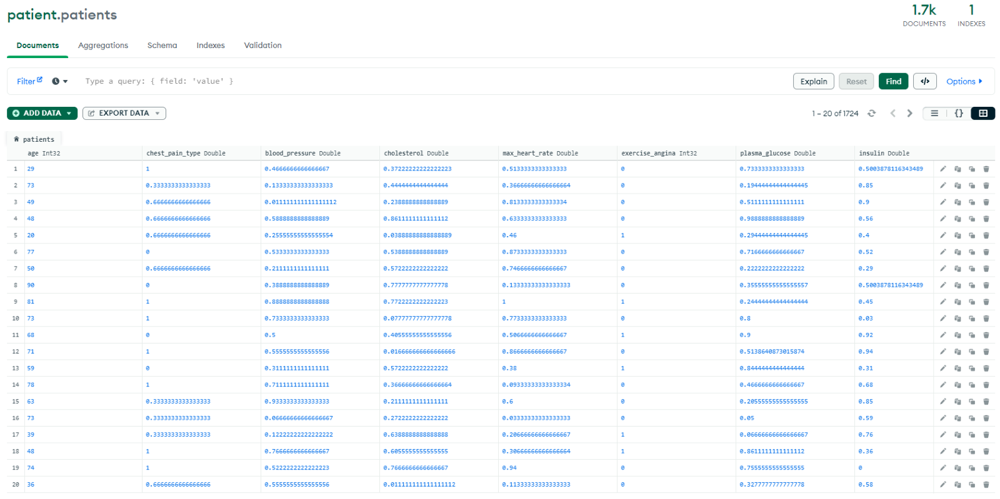 patient.patients
1.7k 1
DOCUMENTS INDEXES
Documents Aggregations Schema Indexes Validation
Filter Type a query: { field: 'value' } Explain Reset Find </> Options
ADD DATA EXPORT DATA 1 – 20 of 1724 {}
patients
age Int32 chest_pain_type Double blood_pressure Double cholesterol Double max_heart_rate Double exercise_angina Int32 plasma_glucose Double insulin Double
1 29 1 0.4666666666666667 0.37222222222222223 0.5133333333333333 0 0.7333333333333333 0.5003878116343489
2 73 0.3333333333333333 0.13333333333333333 0.4444444444444444 0.36666666666666664 0 0.19444444444444445 0.85
3 49 0.6666666666666666 0.011111111111111112 0.2388888888888889 0.8133333333333334 0 0.5111111111111111 0.9
4 48 0.6666666666666666 0.5888888888888889 0.8611111111111112 0.6333333333333333 0 0.9888888888888889 0.56
5 20 0.6666666666666666 0.25555555555555554 0.03888888888888889 0.46 1 0.29444444444444445 0.4
6 77 0 0.5333333333333333 0.5388888888888889 0.8733333333333333 0 0.7166666666666667 0.52
7 50 0.6666666666666666 0.2111111111111111 0.5722222222222222 0.7466666666666667 0 0.2222222222222222 0.29
8 90 0 0.3888888888888889 0.7777777777777778 0.13333333333333333 0 0.35555555555555557 0.5003878116343489
9 81 1 0.8888888888888888 0.7722222222222223 1 1 0.24444444444444444 0.45
10 73 1 0.7333333333333333 0.07777777777777778 0.7733333333333333 0 0.8 0.03
11 68 0 0.5 0.40555555555555556 0.5066666666666667 1 0.9 0.92
12 71 1 0.5555555555555556 0.016666666666666666 0.8666666666666667 0 0.5138640873015874 0.94
13 59 0 0.3111111111111111 0.5722222222222222 0.38 1 0.8444444444444444 0.31
14 78 1 0.7111111111111111 0.36666666666666664 0.09333333333333334 0 0.4666666666666667 0.68
15 63 0.3333333333333333 0.9333333333333333 0.2111111111111111 0.6 0 0.20555555555555555 0.85
16 73 0.3333333333333333 0.06666666666666667 0.2722222222222222 0.03333333333333333 0 0.05 0.59
17 39 0.3333333333333333 0.12222222222222222 0.6388888888888888 0.20666666666666667 1 0.06666666666666667 0.76
18 48 1 0.7666666666666667 0.6055555555555555 0.30666666666666664 1 0.8611111111111112 0.36
19 74 1 0.5222222222222223 0.7666666666666667 0.94 0 0.7555555555555555 0
20 36 0.6666666666666666 0.5555555555555556 0.011111111111111112 0.11333333333333333 0 0.3277777777777778 0.58